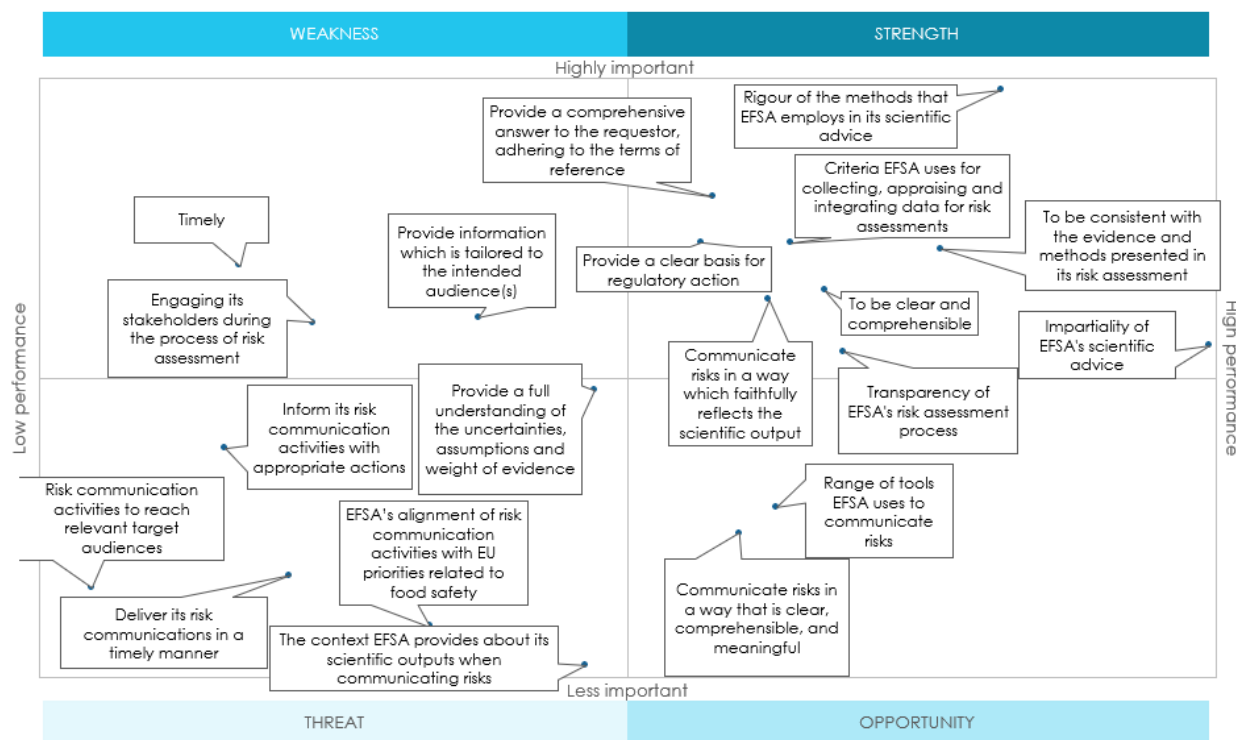 WEAKNESS
STRENGTH
Highly important
Rigour of the methods that
EFSA employs in its scientific
advice
Provide a comprehensive
answer to the requestor,
adhering to the terms of
reference
Criteria EFSA uses for
collecting, appraising and
integrating data for risk
assessments
Timely
To be consistent with
the evidence and
methods presented in
its risk assessment
Provide information
which is tailored to
the intended
audience(s)
Provide a clear basis for
regulatory action
Engaging its
stakeholders during
the process of risk
assessment
To be clear and
comprehensible
Impartiality of
EFSA's scientific
advice
Low performance
High performance
Communicate
risks in a way
which faithfully
reflects the
scientific output
Transparency of
EFSA's risk assessment
process
Provide a full
understanding of
the uncertainties,
assumptions and
weight of evidence
Inform its risk
communication
activities with
appropriate actions
Risk communication
activities to reach
relevant target
audiences
Range of tools
EFSA uses to
communicate
risks
EFSA's alignment of risk
communication
activities with EU
priorities related to
food safety
Communicate risks in
a way that is clear,
comprehensible, and
meaningful
Deliver its risk
communications in a
timely manner
The context EFSA provides about its
scientific outputs when
communicating risks
Less important
THREAT
OPPORTUNITY